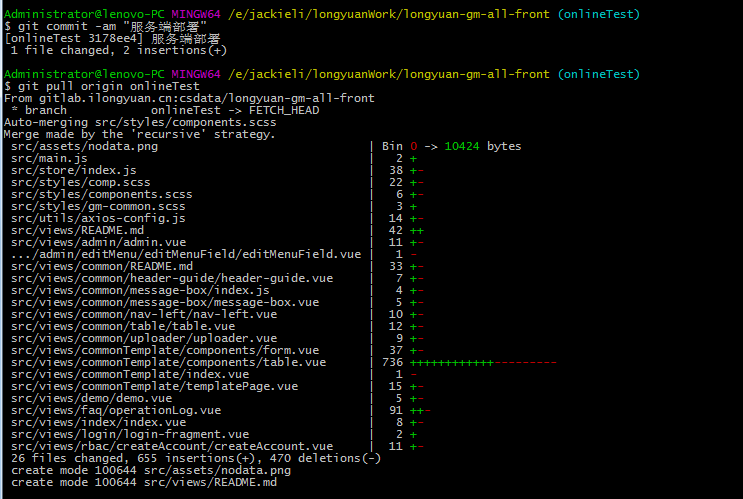 Administrator@lenovo-PC MINGW64 /e/jackieli/longyuanWork/longyuan-gm-all-front (onlineTest)
$ git commit -am "服务端部署"
[onlineTest 3178ee4] 服务端部署
 1 file changed, 2 insertions(+)

Administrator@lenovo-PC MINGW64 /e/jackieli/longyuanWork/longyuan-gm-all-front (onlineTest)
$ git pull origin onlineTest
From gitlab.ilongyuan.cn:csdata/longyuan-gm-all-front
 * branch            onlineTest -> FETCH_HEAD
Auto-merging src/styles/components.scss
Merge made by the 'recursive' strategy.
 src/assets/nodata.png                              | Bin 0 -> 10424 bytes
 src/main.js                                        |   2 +
 src/store/index.js                                 |  38 +-
 src/styles/comp.scss                               |  22 +-
 src/styles/components.scss                         |   6 +-
 src/styles/gm-common.scss                          |   3 +
 src/utils/axios-config.js                          |  14 +-
 src/views/README.md                                |  42 ++
 src/views/admin/admin.vue                          |  11 +-
 .../admin/editMenu/editMenuField/editMenuField.vue |   1 -
 src/views/common/README.md                         |  33 +-
 src/views/common/header-guide/header-guide.vue     |   7 +-
 src/views/common/message-box/index.js              |   4 +-
 src/views/common/message-box/message-box.vue       |   5 +-
 src/views/common/nav-left/nav-left.vue             |  10 +-
 src/views/common/table/table.vue                   |  12 +-
 src/views/common/uploader/uploader.vue             |   9 +-
 src/views/commonTemplate/components/form.vue       |  37 +-
 src/views/commonTemplate/components/table.vue      | 736 ++++++++++++---------
 src/views/commonTemplate/index.vue                 |   1 -
 src/views/commonTemplate/templatePage.vue          |  15 +-
 src/views/demo/demo.vue                            |   5 +-
 src/views/faq/operationLog.vue                     |  91 ++-
 src/views/index/index.vue                          |   8 +-
 src/views/login/login-fragment.vue                 |   2 +
 src/views/rbac/createAccount/createAccount.vue     |  11 +-
 26 files changed, 655 insertions(+), 470 deletions(-)
 create mode 100644 src/assets/nodata.png
 create mode 100644 src/views/README.md